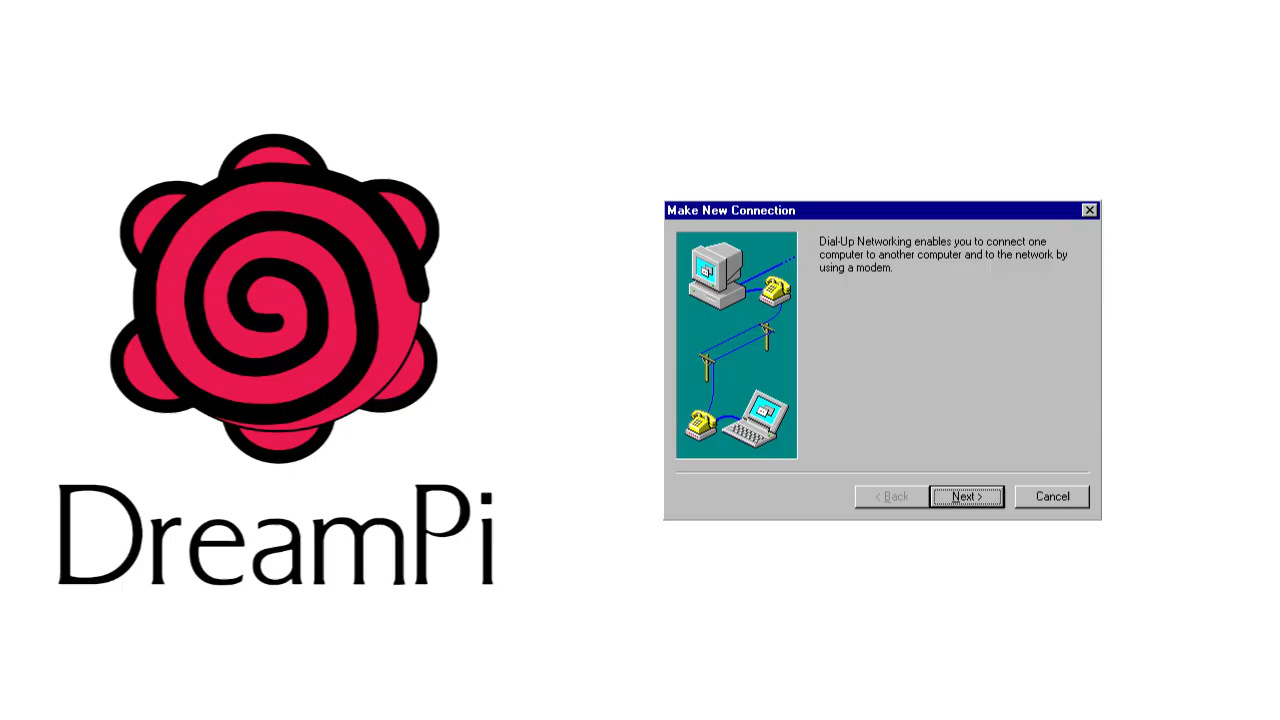 DreamPi
Make New Connection
Dial-Up Networking enables you to connect one
computer to another computer and to the network by
using a modem.
< Back
Next >
Cancel